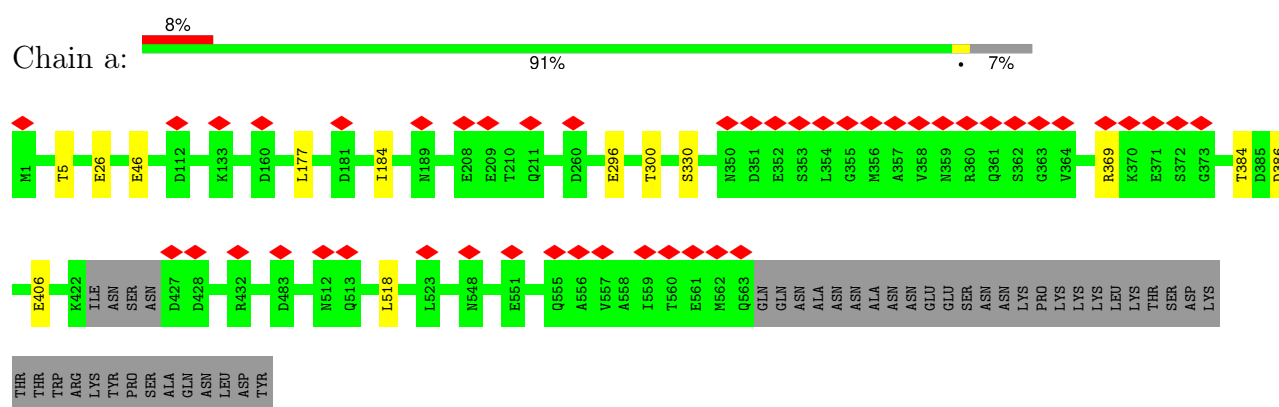 8%
Chain a:
91% • 7%
M1 T5 E26 E46 D112 K133 D160 L177 D181 I184 N189 E208 E209 T210 Q211 D260 E296 T300 S330 N350 D351 E352 S353 L354 G355 M356 A357 V358 N359 R360 Q361 S362 G363 V364 R369 K370 E371 S372 G373 T384 D385 D386
E406 K422 ILE ASN SER ASN D427 D428 R432 D483 N512 Q513 L518 L523 N548 E551 Q555 A556 V557 A558 I559 T560 E561 M562 Q563 GLN GLN ASN ALA ASN ASN ALA ASN ASN GLU GLU SER ASN ASN LYS PRO LYS LYS LYS LEU LYS THR SER ASP LYS
THR THR TRP ARG LYS TYR PRO SER ALA GLN ASN LEU ASP TYR